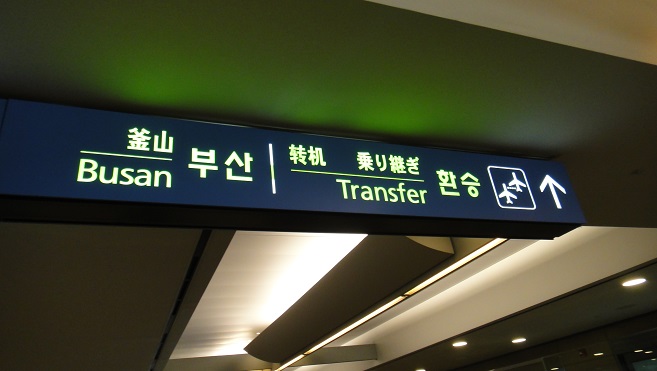 釜山
Busan
부산
转机 乗り継ぎ
Transfer
환승